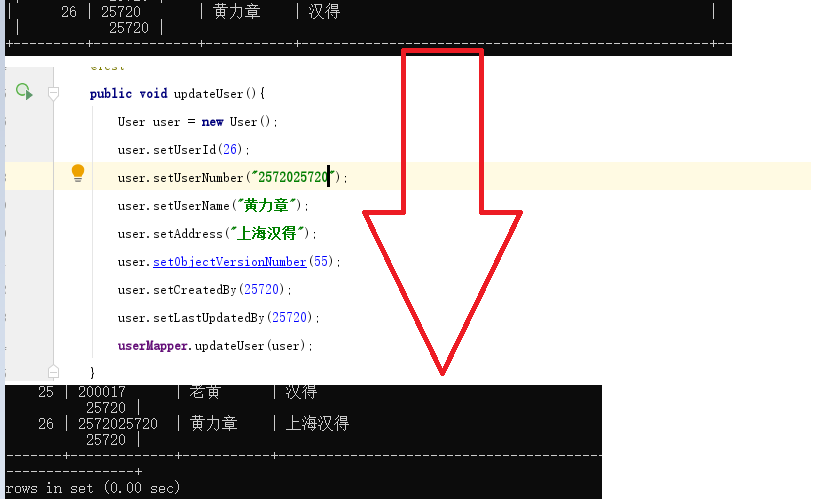 | 26 | 25720 | 黄力章 | 汉得 |
| 25720 |
+---------+------------+----------+----------------------------------------------+--
public void updateUser(){
User user = new User();
user.setUserId(26);
user.setUserNumber("2572025720");
user.setUserName("黄力章");
user.setAddress("上海汉得");
user.setObjectVersionNumber(55);
user.setCreatedBy(25720);
user.setLastUpdatedBy(25720);
userMapper.updateUser(user);
}
25 | 200017 | 老黄 | 汉得
25720 |
26 | 2572025720 | 黄力章 | 上海汉得
25720 |
-------+------------+-----------+-----------------------------------------
----------------+
rows in set (0.00 sec)